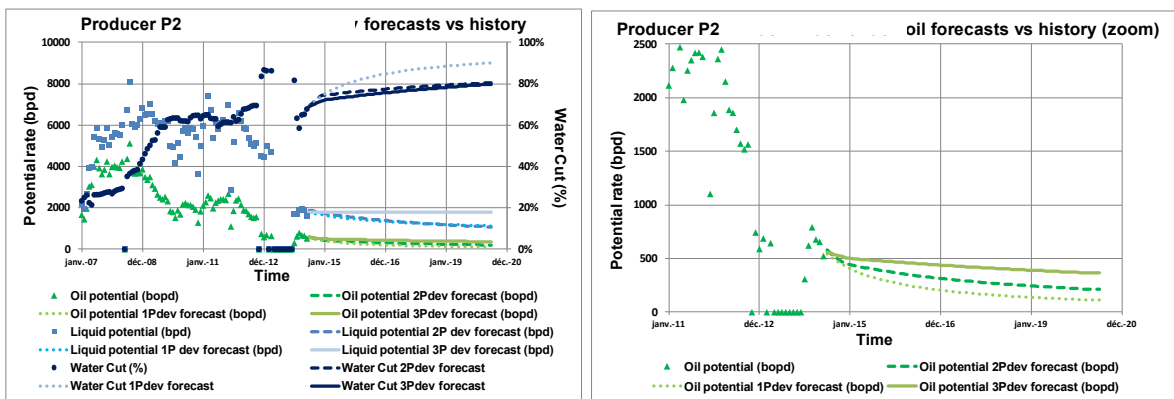 Producer P2
y forecasts vs history
10000
8000
6000
4000
2000
0
Potential rate (bpd)
100%
80%
60%
40%
20%
0%
Water Cut (%)
janv.-07
déc.-08
janv.-11
déc.-12
janv.-15
déc.-16
janv.-19
déc.-20
Time
Oil potential (bopd)
Oil potential 2Pdev forecast (bopd)
Oil potential 1Pdev forecast (bopd)
Oil potential 3Pdev forecast (bopd)
Liquid potential (bpd)
Liquid potential 2P dev forecast (bpd)
Liquid potential 1P dev forecast (bpd)
Liquid potential 3P dev forecast (bpd)
Water Cut (%)
Water Cut 2Pdev forecast
Water Cut 1Pdev forecast
Water Cut 3Pdev forecast
Producer P2
oil forecasts vs history (zoom)
2500
2000
1500
1000
500
0
Potential rate (bpd)
janv.-11
déc.-12
janv.-15
déc.-16
janv.-19
déc.-20
Time
Oil potential (bopd)
Oil potential 2Pdev forecast (bopd)
Oil potential 1Pdev forecast (bopd)
Oil potential 3Pdev forecast (bopd)